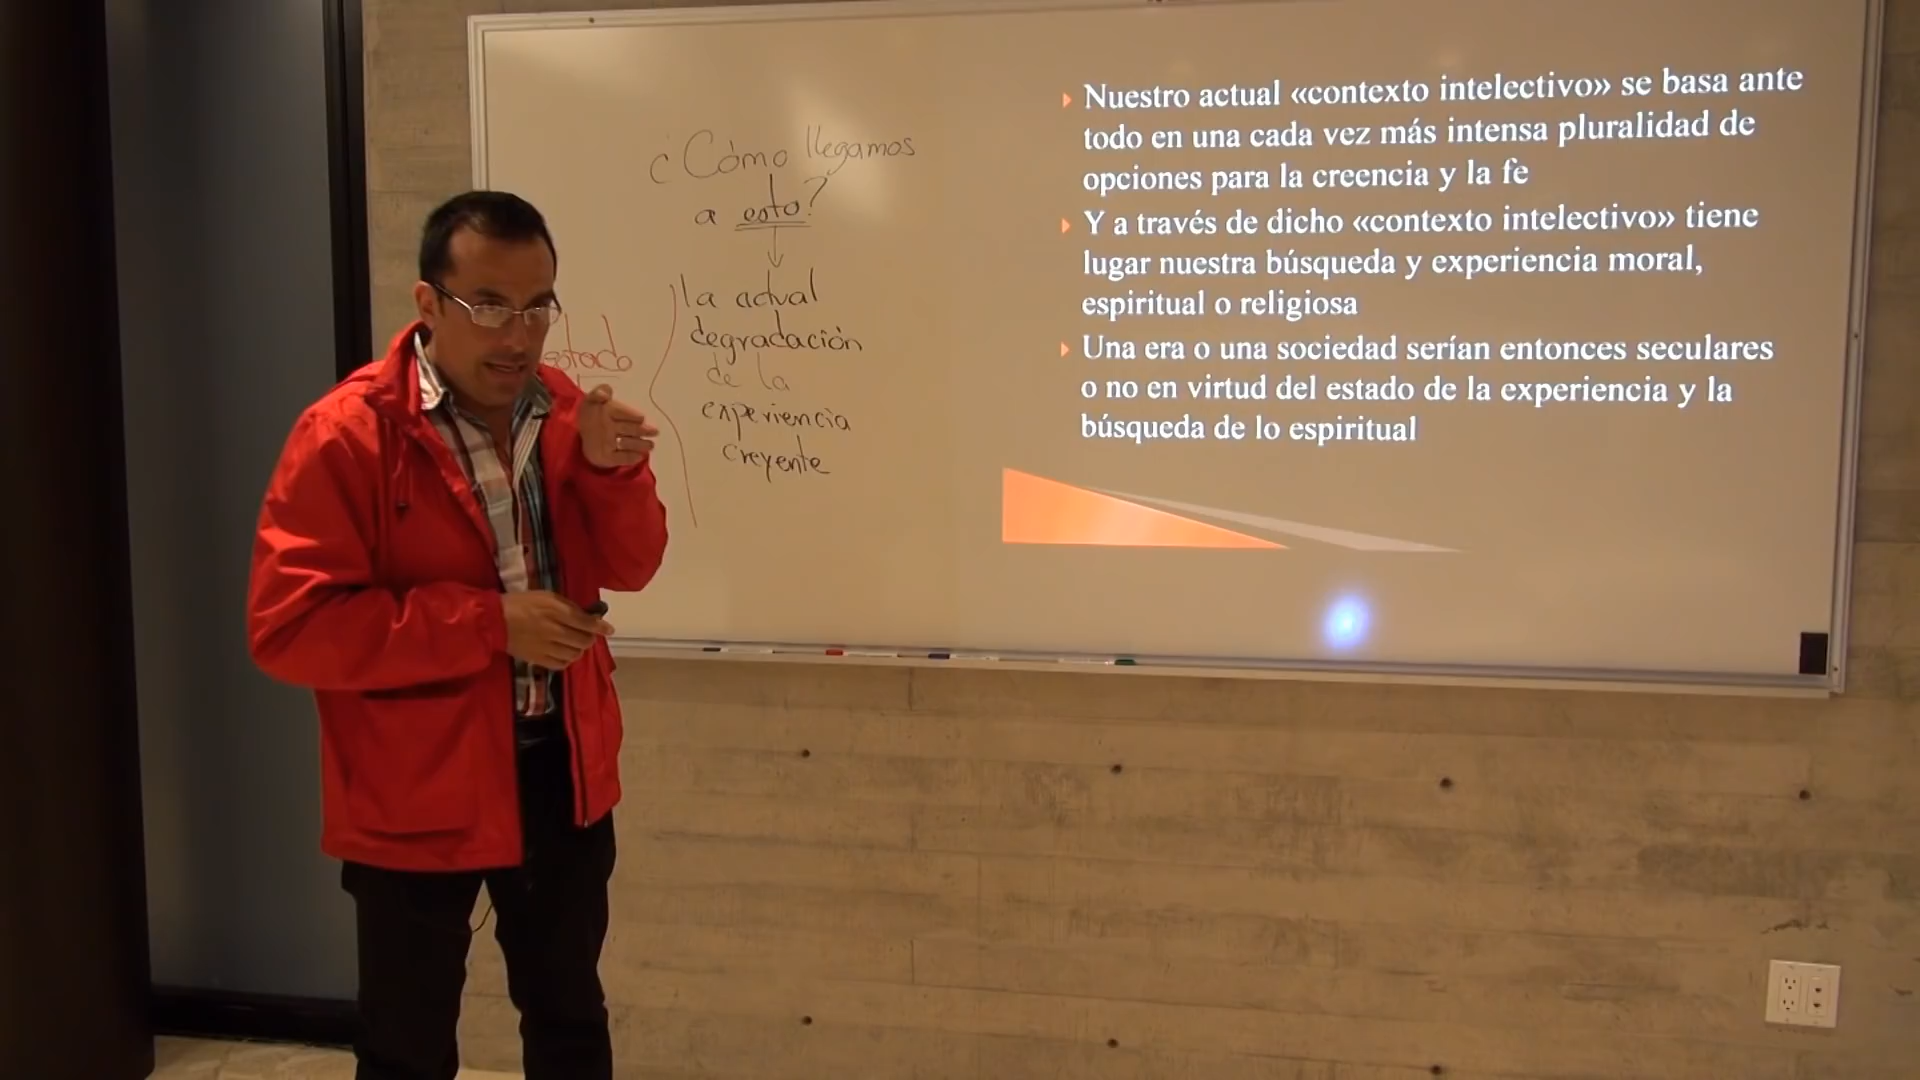 ¿Cómo llegamos
a esto?
la actual
degradación
de la
experiencia
creyente
estado
Nuestro actual «contexto intelectivo» se basa ante
todo en una cada vez más intensa pluralidad de
opciones para la creencia y la fe
Y a través de dicho «contexto intelectivo» tiene
lugar nuestra búsqueda y experiencia moral,
espiritual o religiosa
Una era o una sociedad serían entonces seculares
o no en virtud del estado de la experiencia y la
búsqueda de lo espiritual